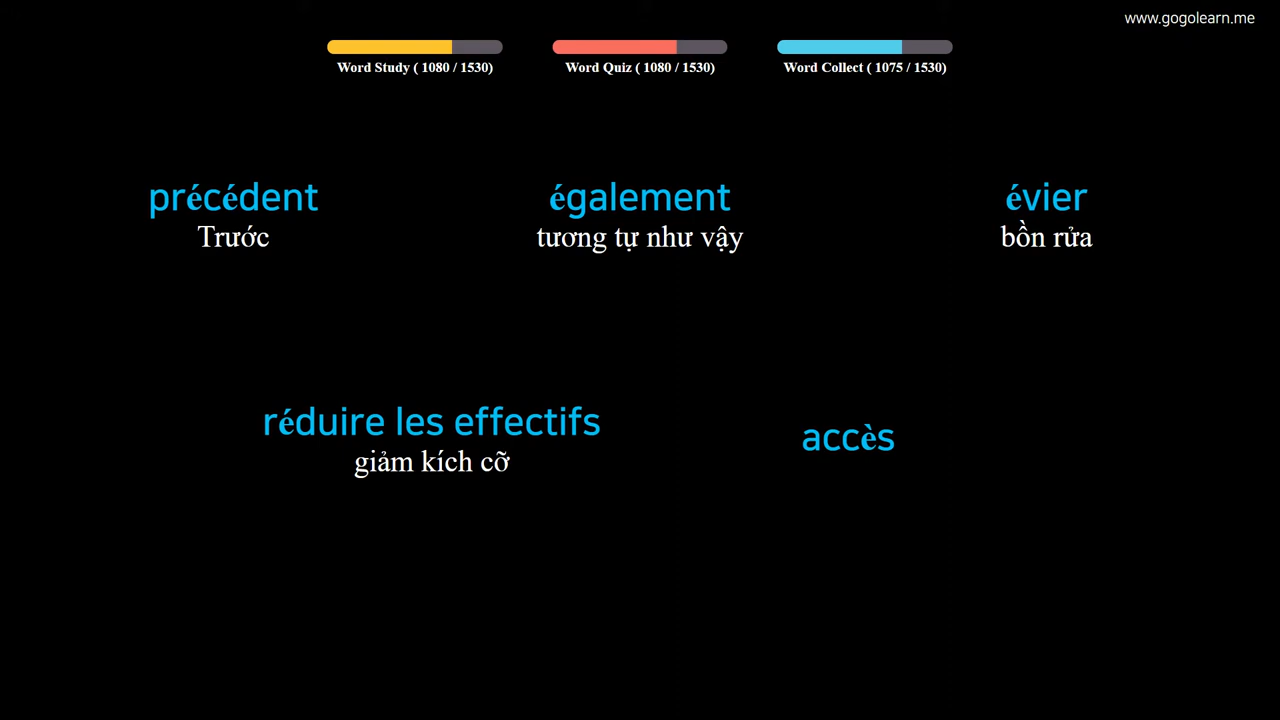 www.gogolearn.me
Word Study ( 1080 / 1530)
Word Quiz ( 1080 / 1530)
Word Collect ( 1075 / 1530)
précédent
Trước
également
tương tự như vậy
évier
bồn rửa
réduire les effectifs
giảm kích cỡ
accès